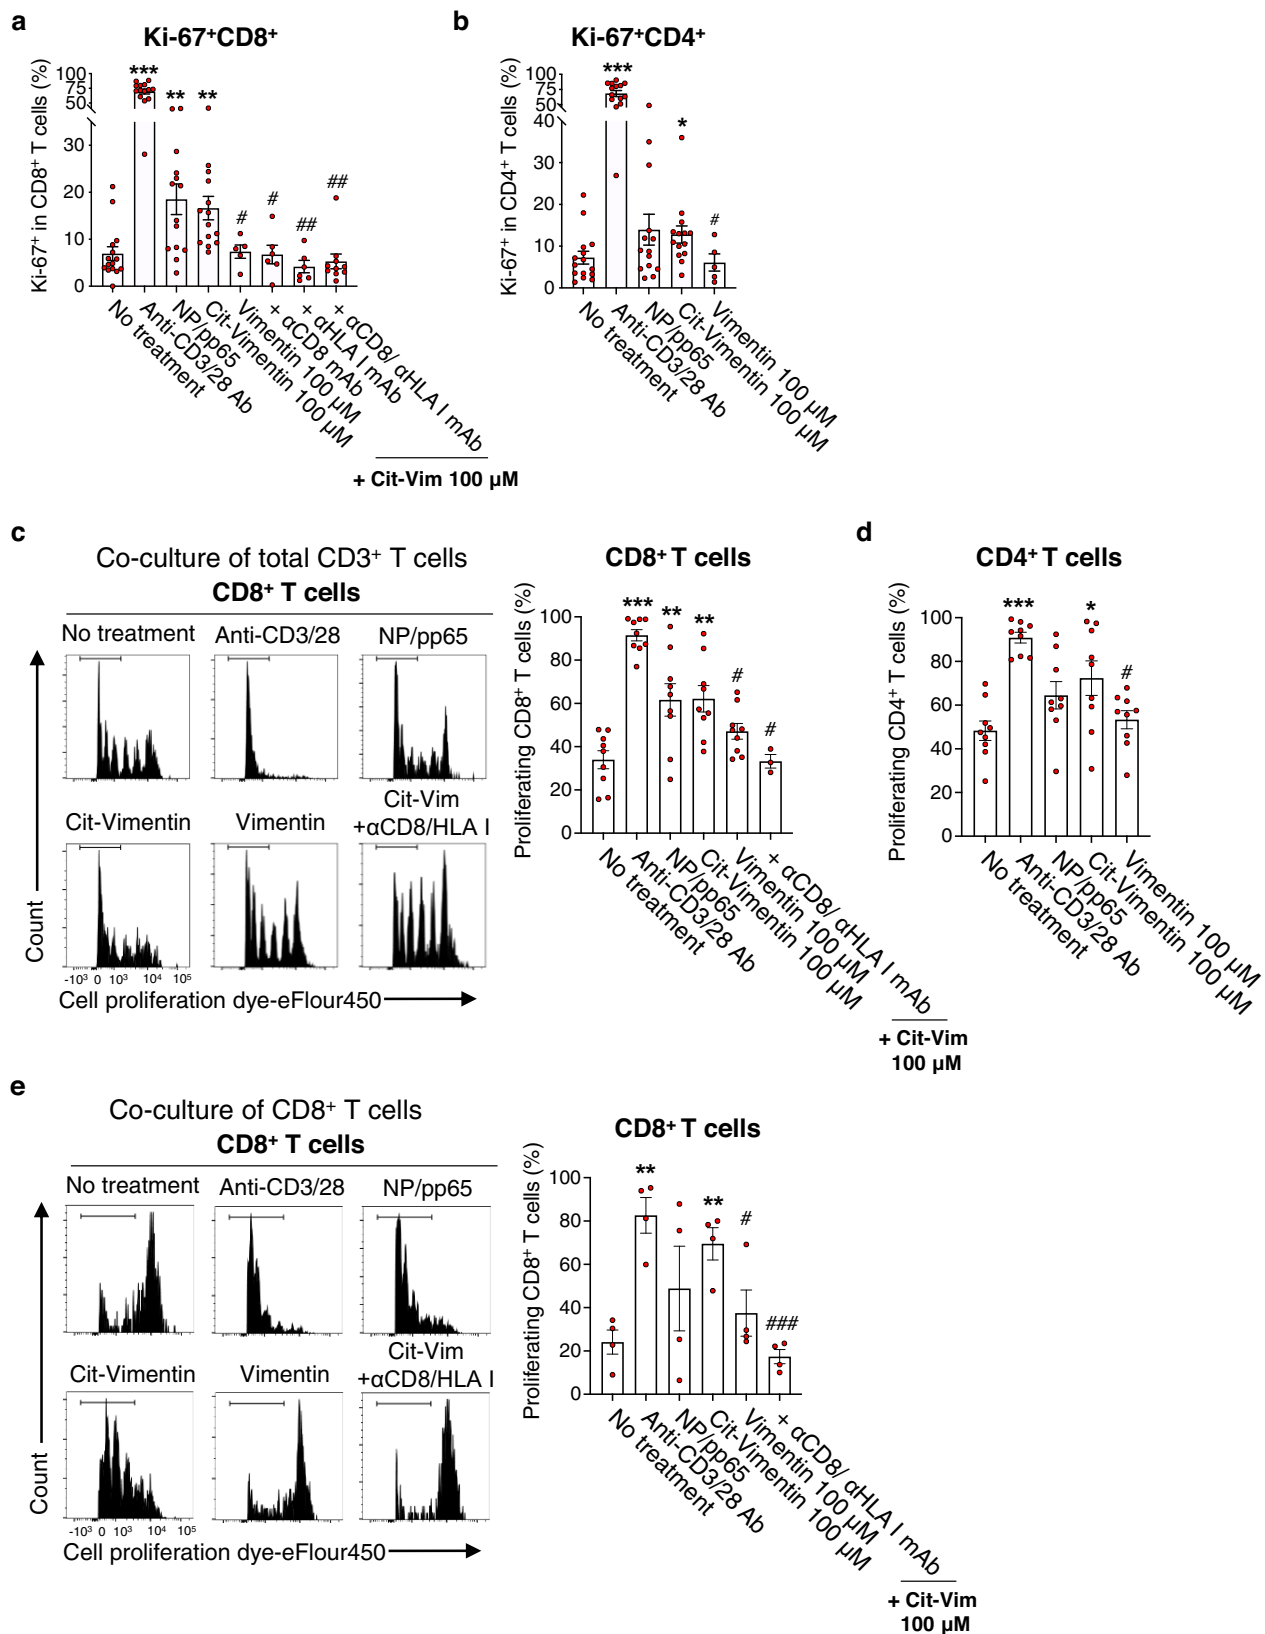 a
Ki-67⁺CD8⁺
Ki-67⁺ in CD8⁺ T cells (%)
100
75
50
30
20
10
0
***
**
**
#
#
##
##
No treatment
Anti-CD3/28 Ab
NP/pp65
Cit-Vimentin 100 µM
Vimentin 100 µM
+ αCD8 mAb
+ αHLA I mAb
+ αCD8/ αHLA I mAb
+ Cit-Vim 100 µM
b
Ki-67⁺CD4⁺
Ki-67⁺ in CD4⁺ T cells (%)
100
75
50
40
30
20
10
0
***
*
#
No treatment
Anti-CD3/28 Ab
NP/pp65
Cit-Vimentin 100 µM
Vimentin 100 µM
c
Co-culture of total CD3⁺ T cells
CD8⁺ T cells
No treatment
Anti-CD3/28
NP/pp65
Cit-Vimentin
Vimentin
Cit-Vim
+αCD8/HLA I
Count
-10³ 0 10³ 10⁴ 10⁵
Cell proliferation dye-eFlour450
CD8⁺ T cells
Proliferating CD8⁺ T cells (%)
100
80
60
40
20
0
***
**
**
#
#
No treatment
Anti-CD3/28 Ab
NP/pp65
Cit-Vimentin 100 µM
Vimentin 100 µM
+ αCD8/ αHLA I mAb
+ Cit-Vim
100 µM
d
CD4⁺ T cells
Proliferating CD4⁺ T cells (%)
100
80
60
40
20
0
***
*
#
No treatment
Anti-CD3/28 Ab
NP/pp65
Cit-Vimentin 100 µM
Vimentin 100 µM
e
Co-culture of CD8⁺ T cells
CD8⁺ T cells
No treatment
Anti-CD3/28
NP/pp65
Cit-Vimentin
Vimentin
Cit-Vim
+αCD8/HLA I
Count
-10³ 0 10³ 10⁴ 10⁵
Cell proliferation dye-eFlour450
CD8⁺ T cells
Proliferating CD8⁺ T cells (%)
100
80
60
40
20
0
**
**
#
###
No treatment
Anti-CD3/28 Ab
NP/pp65
Cit-Vimentin 100 µM
Vimentin 100 µM
+ αCD8/ αHLA I mAb
+ Cit-Vim
100 µM